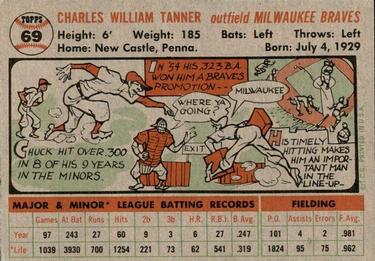 TOPPS
69
CHARLES WILLIAM TANNER outfield MILWAUKEE BRAVES
Height: 6' Weight: 185 Bats: Left Throws: Left
Home: New Castle, Penna. Born: July 4, 1929
IN '54 HIS .323 B.A.
WON HIM A BRAVES
PROMOTION--
WHERE YA
GOING?
MILWAUKEE
EXIT
CHUCK HIT OVER .300
IN 8 OF HIS 9 YEARS
IN THE MINORS.
HIS TIMELY
HITTING MAKES
HIM AN IMPOR-
TANT MAN IN
THE LINE-UP--
MAJOR & MINOR* LEAGUE BATTING RECORDS FIELDING
Games At Bat Runs Hits 2b 3b H.R. R.B.I. B. Avg. P.O. Assists Errors F. Avg.
Year 97 243 27 60 9 3 6 27 .247 101 4 2 .981
*Life 1039 3930 700 1254 221 73 62 541 .319 1824 95 75 .962